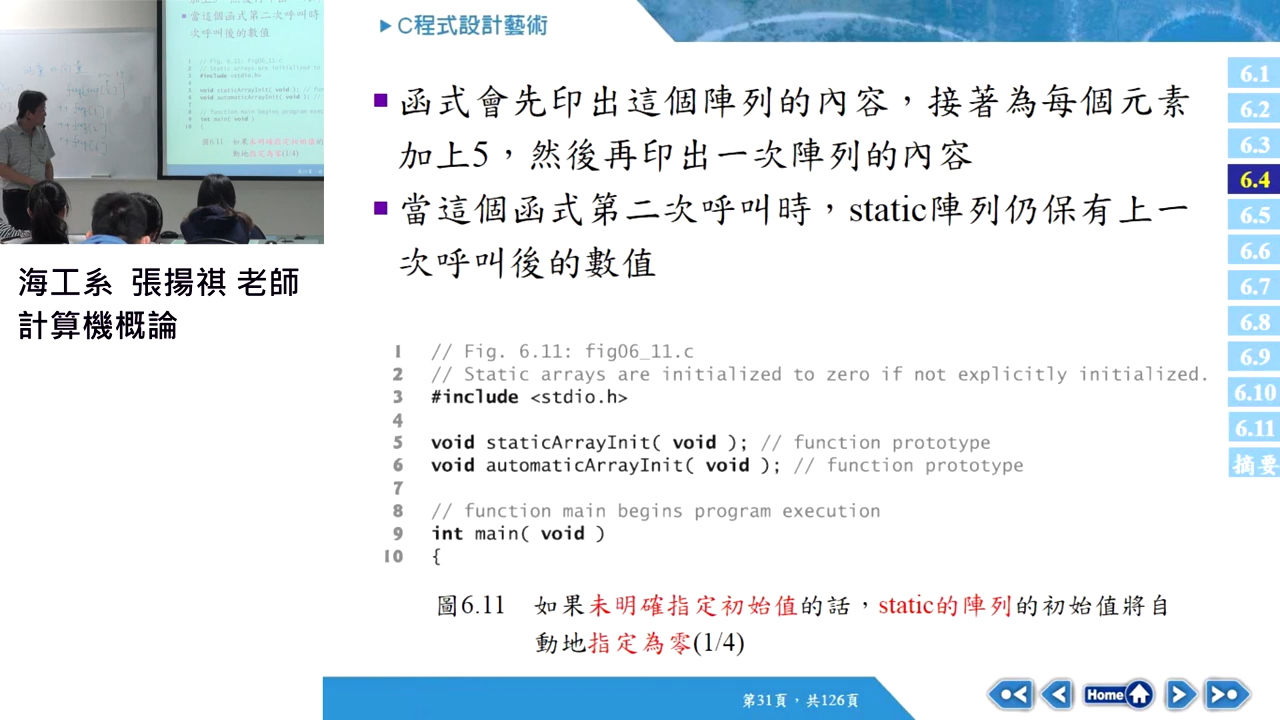 C程式設計藝術
函式會先印出這個陣列的內容，接著為每個元素
加上5，然後再印出一次陣列的內容
當這個函式第二次呼叫時，static陣列仍保有上一
次呼叫後的數值
海工系 張揚祺 老師
計算機概論
1 // Fig. 6.11: fig06_11.c
2 // Static arrays are initialized to zero if not explicitly initialized.
3 #include <stdio.h>
4
5 void staticArrayInit( void ); // function prototype
6 void automaticArrayInit( void ); // function prototype
7
8 // function main begins program execution
9 int main( void )
10 {
圖6.11 如果未明確指定初始值的話，static的陣列的初始值將自
動地指定為零(1/4)
6.1
6.2
6.3
6.4
6.5
6.6
6.7
6.8
6.9
6.10
6.11
摘要
第31頁，共126頁
Home